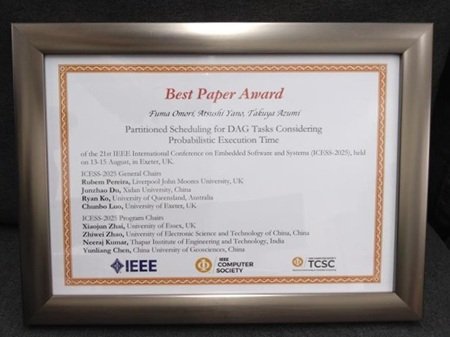 Best Paper Award
Fuma Omori, Atsushi Yano, Takuya Azumi
Partitioned Scheduling for DAG Tasks Considering
Probabilistic Execution Time
of the 21st IEEE International Conference on Embedded Software and Systems (ICESS-2025), held
on 13-15 August, in Exeter, UK.
ICESS-2025 General Chairs
Rubem Pereira, Liverpool John Moores University, UK
Junzhao Du, Xidian University, China
Ryan Ko, University of Queensland, Australia
Chunbo Luo, University of Exeter, UK
ICESS-2025 Program Chairs
Xiaojun Zhai, University of Essex, UK
Zhiwei Zhao, University of Electronic Science and Technology of China, China
Neeraj Kumar, Thapar Institute of Engineering and Technology, India
Yunliang Chen, China University of Geosciences, China
IEEE
IEEE
COMPUTER
SOCIETY
TCSC